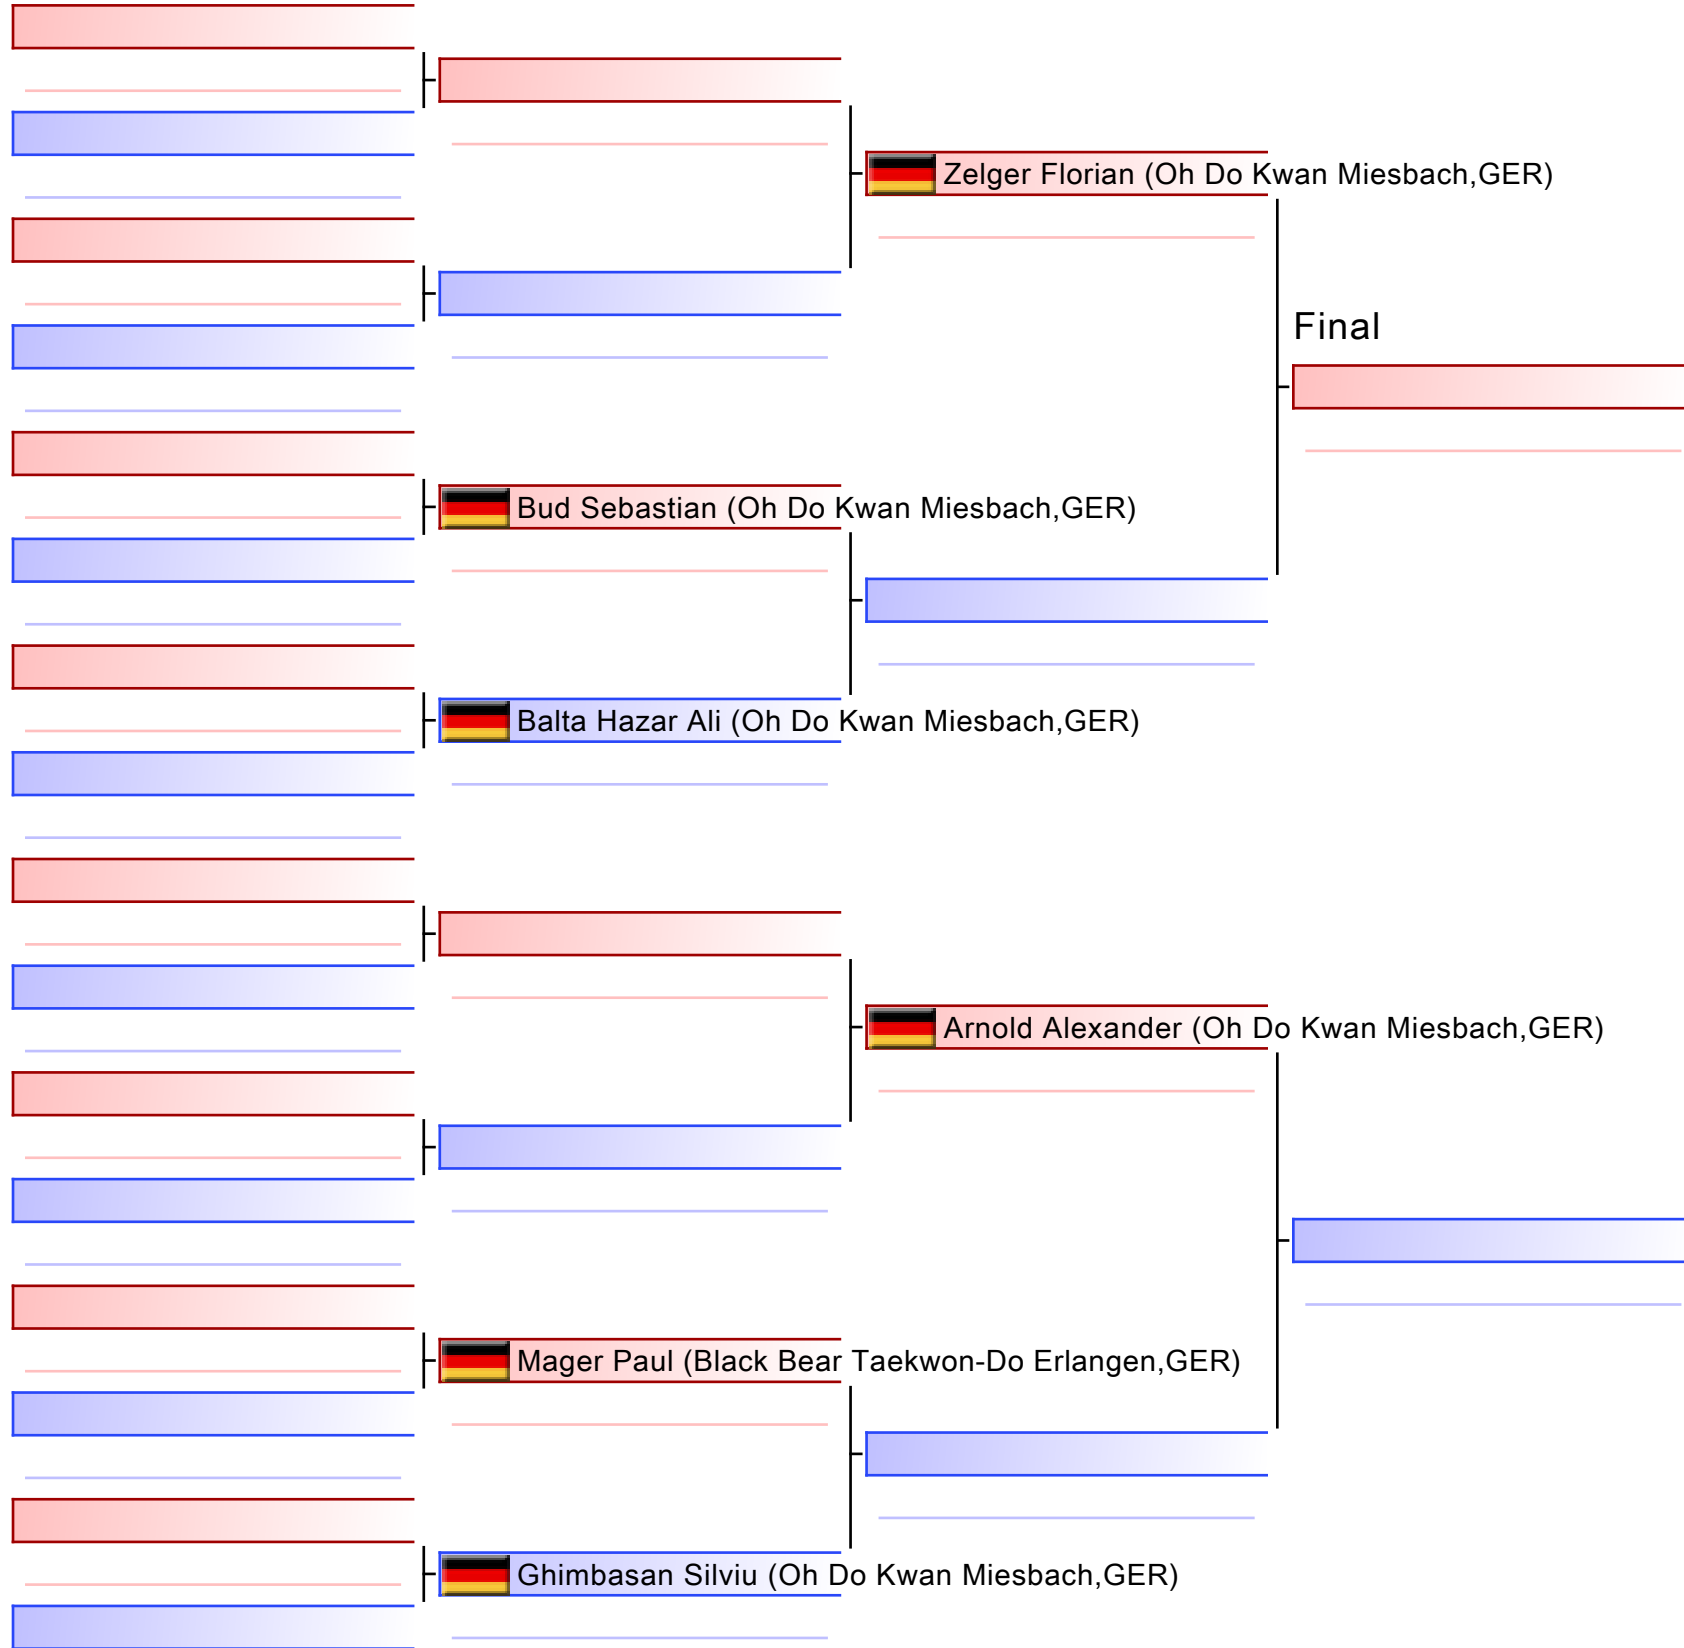 Zelger Florian (Oh Do Kwan Miesbach,GER)
Final
Bud Sebastian (Oh Do Kwan Miesbach,GER)
Balta Hazar Ali (Oh Do Kwan Miesbach,GER)
Arnold Alexander (Oh Do Kwan Miesbach,GER)
Mager Paul (Black Bear Taekwon-Do Erlangen,GER)
Ghimbasan Silviu (Oh Do Kwan Miesbach,GER)